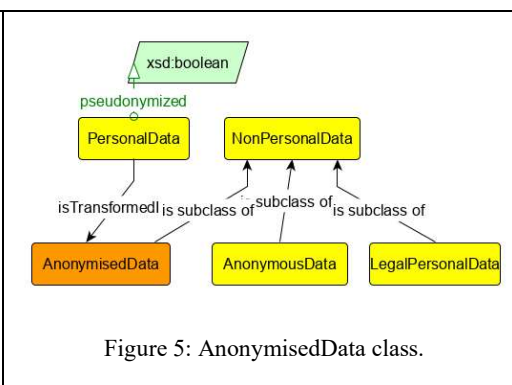 xsd:boolean
pseudonymized
PersonalData
NonPersonalData
isTransformedI
is subclass of
subclass of
is subclass of
AnonymisedData
AnonymousData
LegalPersonalData
Figure 5: AnonymisedData class.